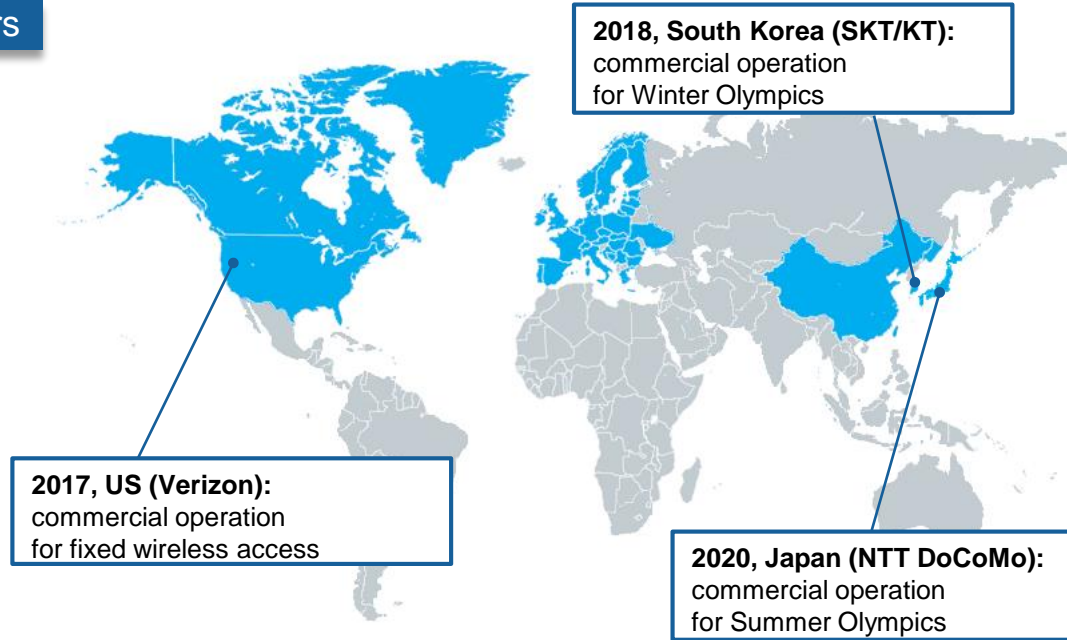 2018, South Korea (SKT/KT):
commercial operation
for Winter Olympics
2017, US (Verizon):
commercial operation
for fixed wireless access
2020, Japan (NTT DoCoMo):
commercial operation
for Summer Olympics